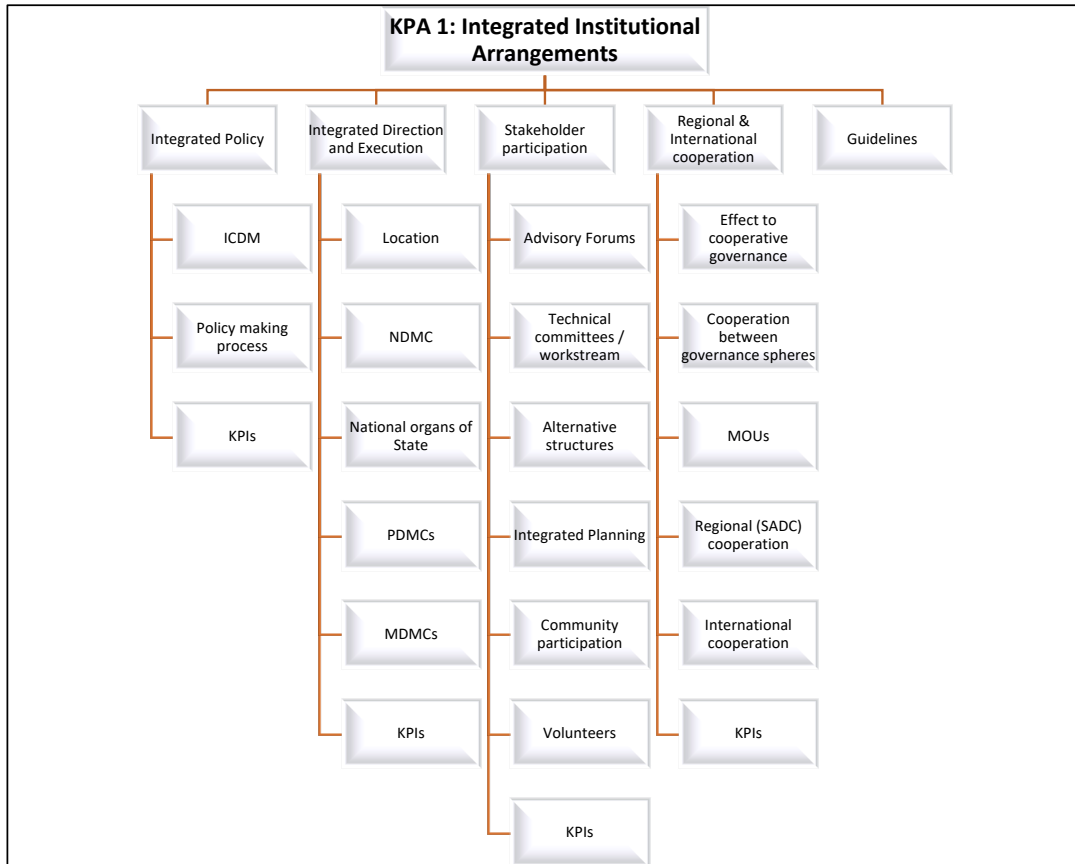 KPA 1: Integrated Institutional
Arrangements
Integrated Policy
Integrated Direction
and Execution
Stakeholder
participation
Regional &
International
cooperation
Guidelines
ICDM
Policy making
process
KPIs
Location
NDMC
National organs of
State
PDMCs
MDMCs
KPIs
Advisory Forums
Technical
committees /
workstream
Alternative
structures
Integrated Planning
Community
participation
Volunteers
KPIs
Effect to
cooperative
governance
Cooperation
between
governance spheres
MOUs
Regional (SADC)
cooperation
International
cooperation
KPIs